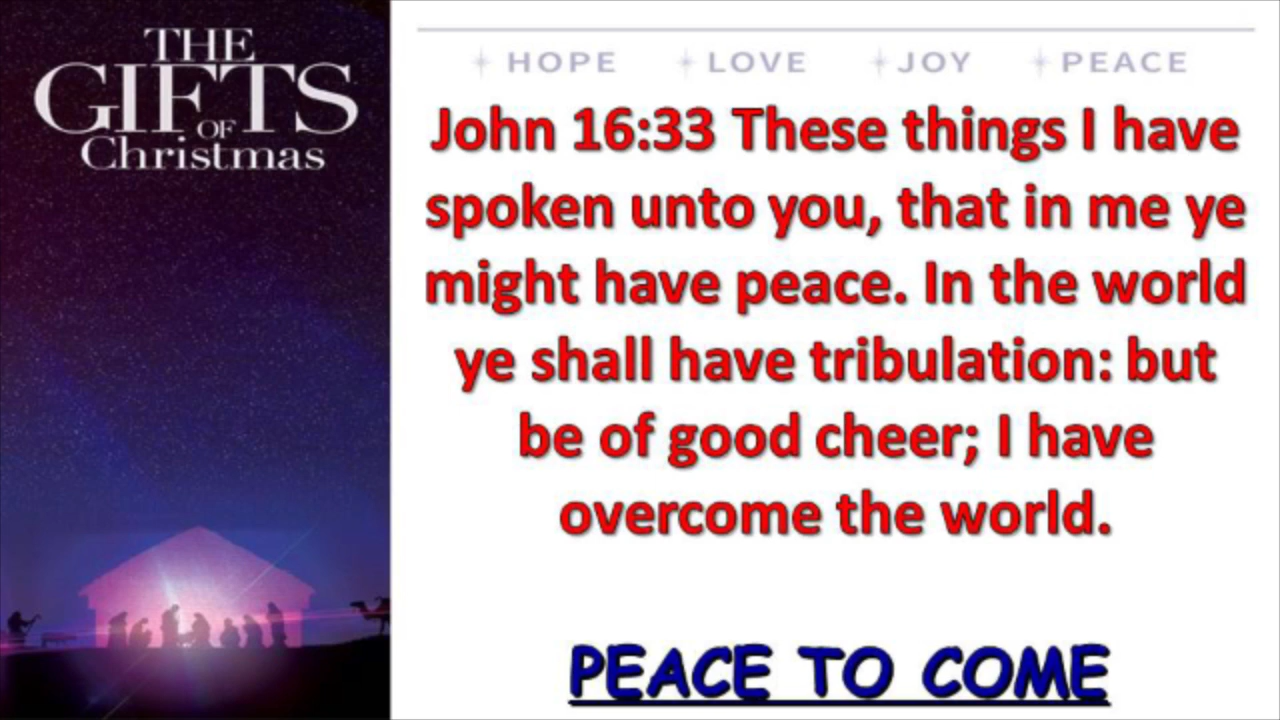 THE
GIFTS
OF
Christmas
HOPE LOVE JOY PEACE
John 16:33 These things I have
spoken unto you, that in me ye
might have peace. In the world
ye shall have tribulation: but
be of good cheer; I have
overcome the world.
PEACE TO COME